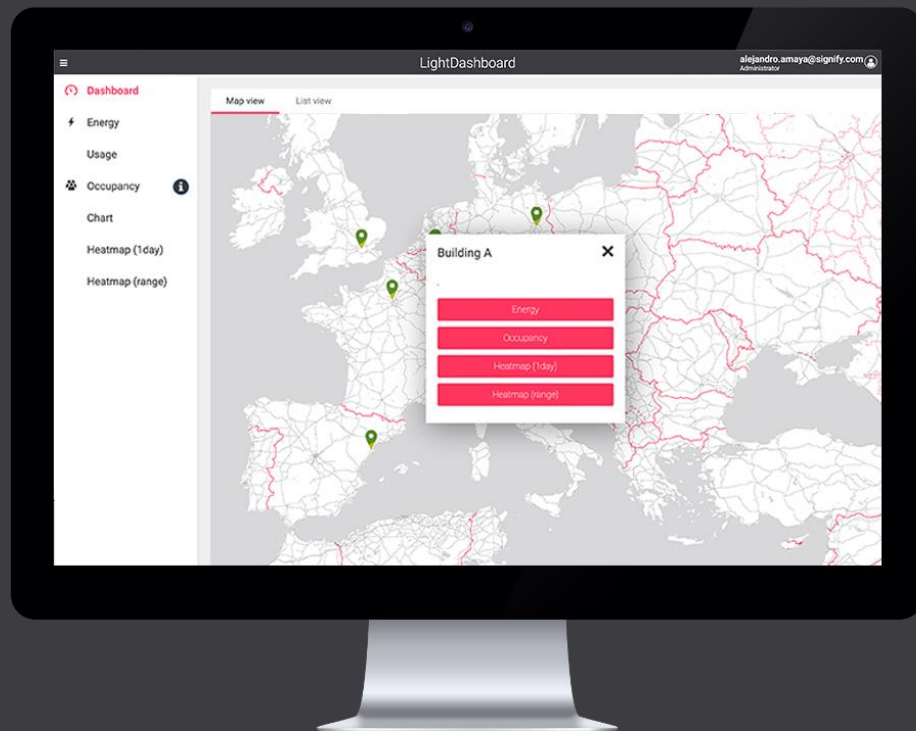 LightDashboard
alejandro.amaya@signify.com
Administrator
Dashboard
Energy
Usage
Occupancy
Chart
Heatmap (1day)
Heatmap (range)
Map view
List view
Building A
Energy
Occupancy
Heatmap (1day)
Heatmap (range)